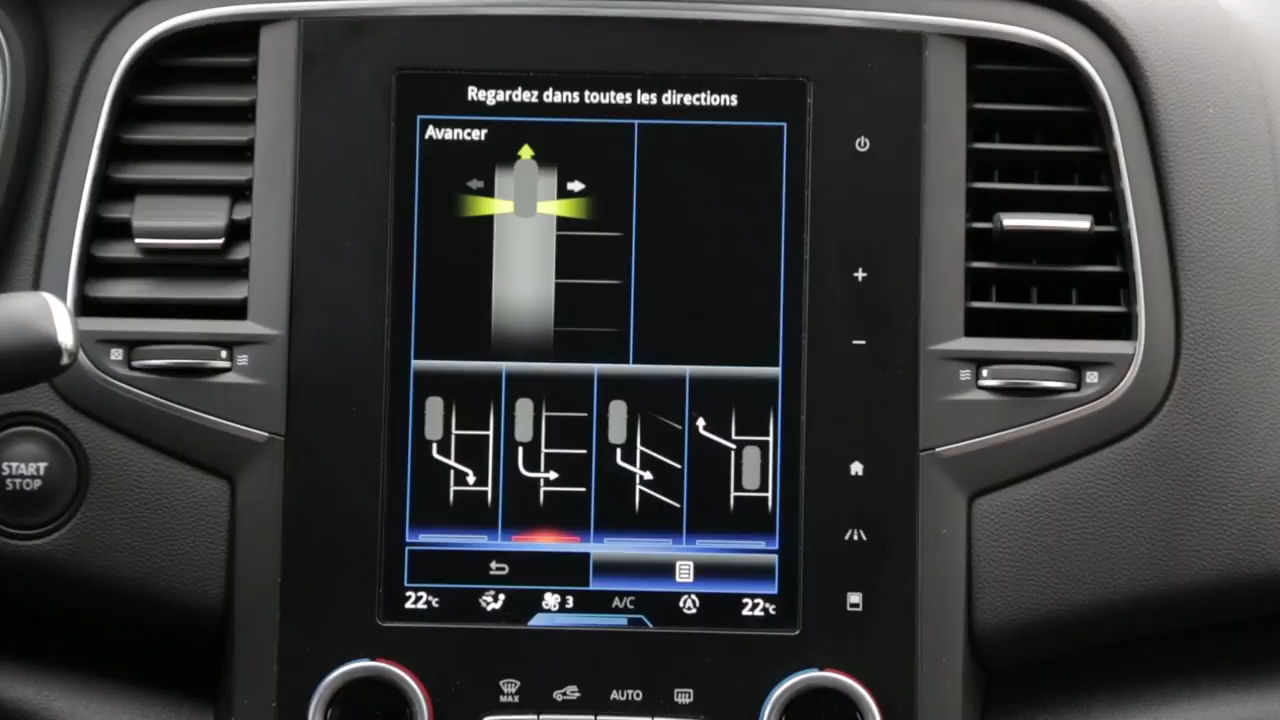 Regardez dans toutes les directions
Avancer
START
STOP
22°c
3
A/C
A
22°c
MAX
AUTO